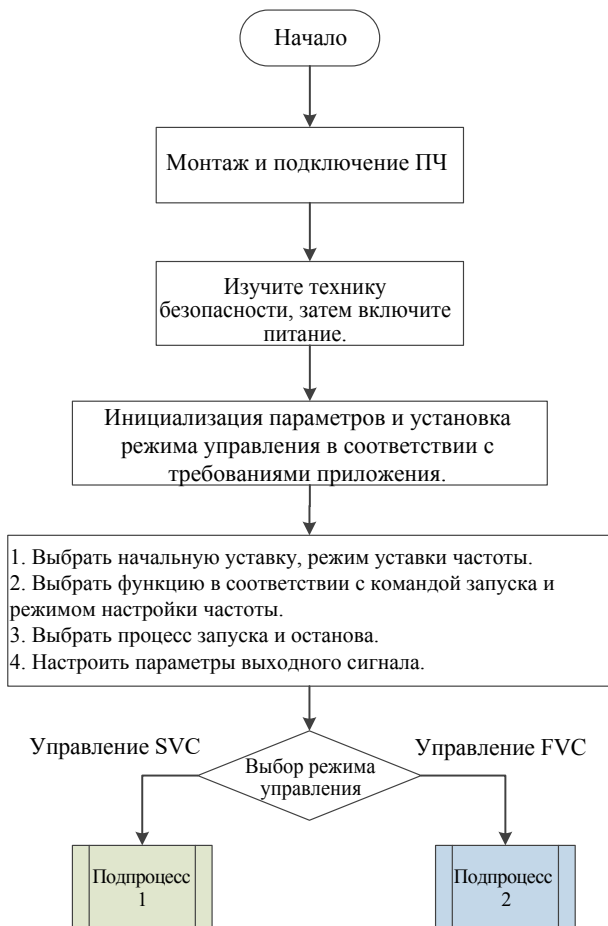 Начало
Монтаж и подключение ПЧ
Изучите технику
безопасности, затем включите
питание.
Инициализация параметров и установка
режима управления в соответствии с
требованиями приложения.
1. Выбрать начальную уставку, режим уставки частоты.
2. Выбрать функцию в соответствии с командой запуска и
режимом настройки частоты.
3. Выбрать процесс запуска и останова.
4. Настроить параметры выходного сигнала.
Управление SVC
Управление FVC
Выбор режима
управления
Подпроцесс
1
Подпроцесс
2